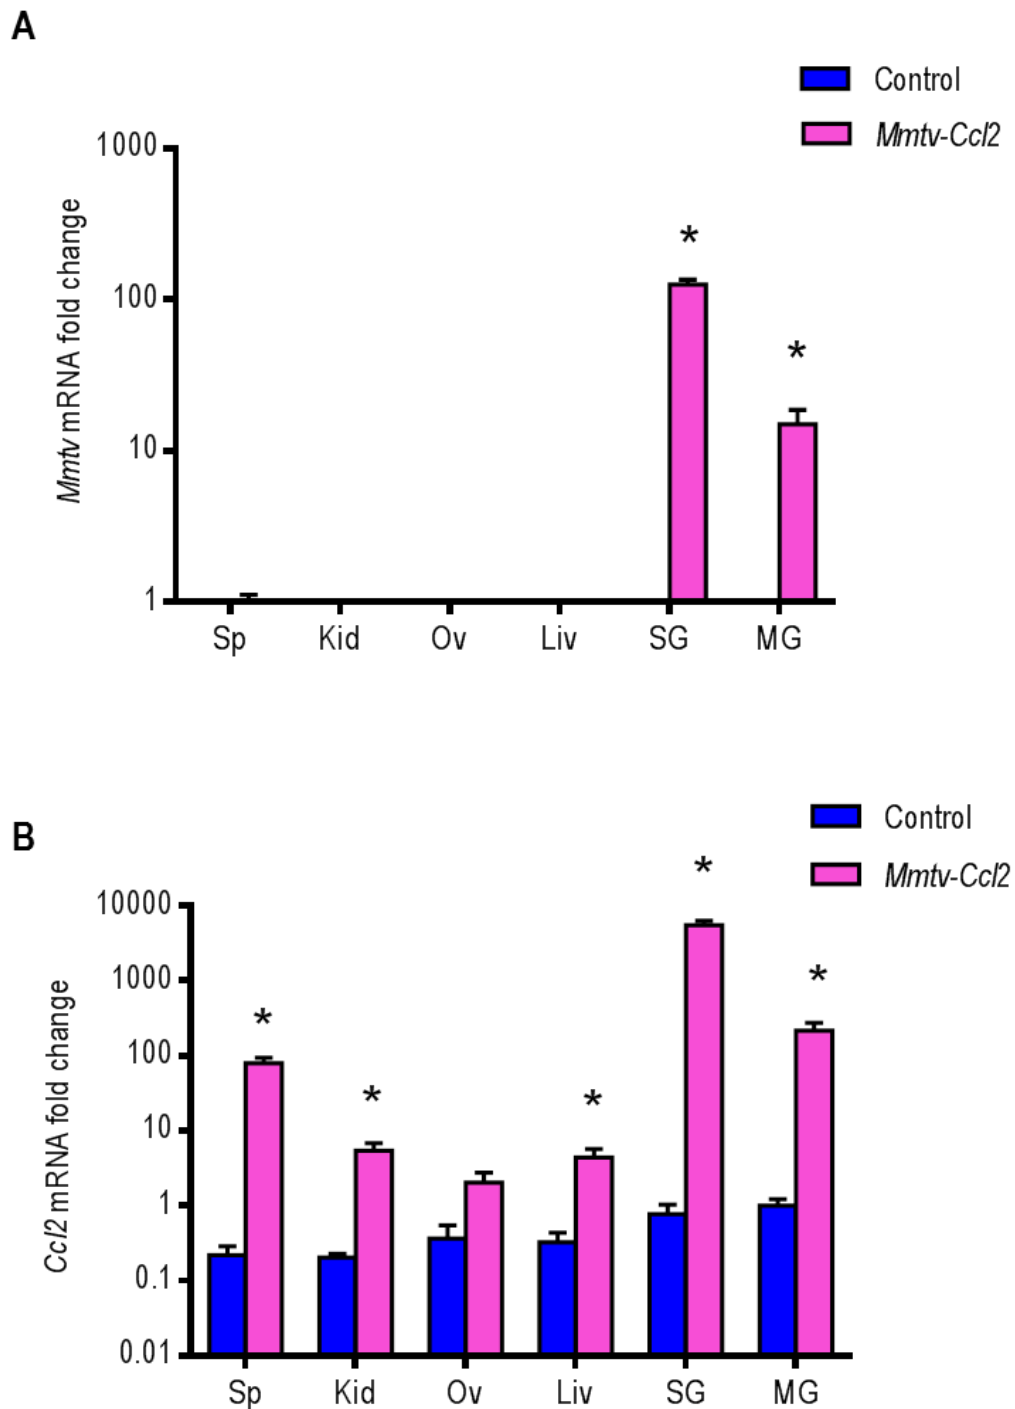 A
Control
Mmtv-Ccl2
1000
100
10
1
Mmtv mRNA fold change
*
*
Sp Kid Ov Liv SG MG
B
Control
Mmtv-Ccl2
10000
1000
100
10
1
0.1
0.01
Ccl2 mRNA fold change
*
*
*
*
*
Sp Kid Ov Liv SG MG